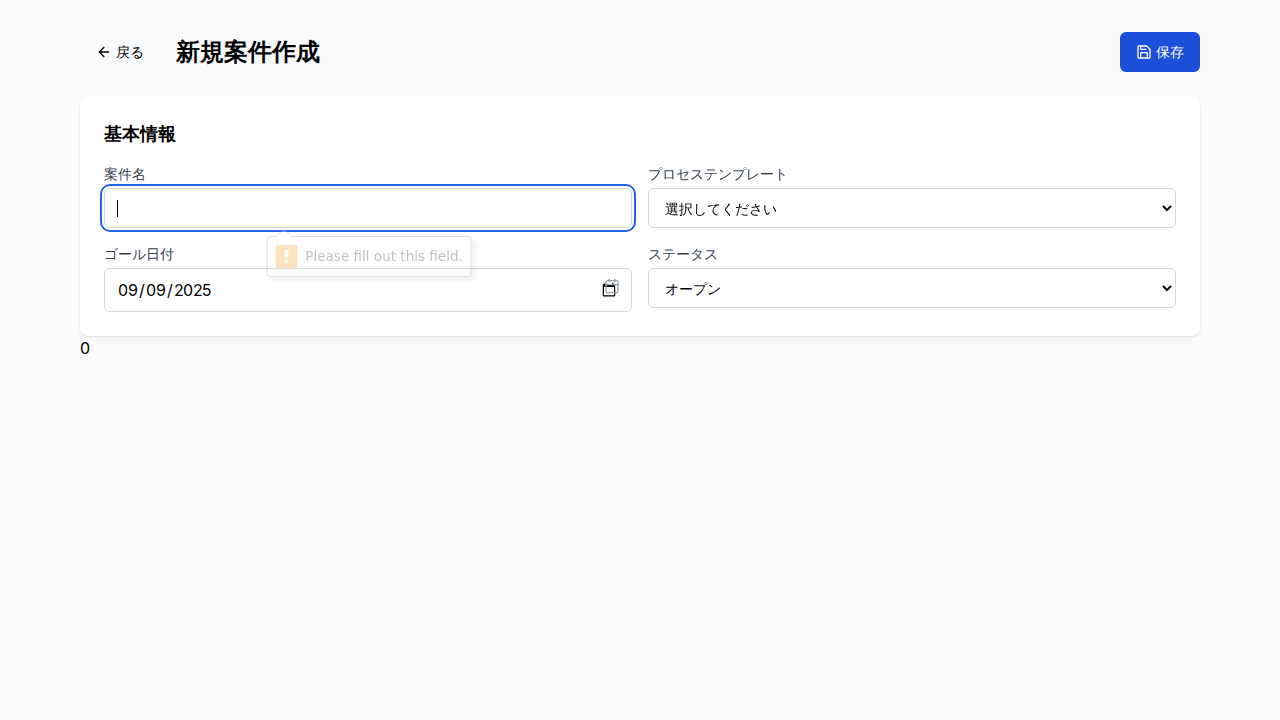 戻る
新規案件作成
保存
基本情報
案件名
プロセステンプレート
選択してください
Please fill out this field.
ゴール日付
ステータス
09/09/2025
オープン
0